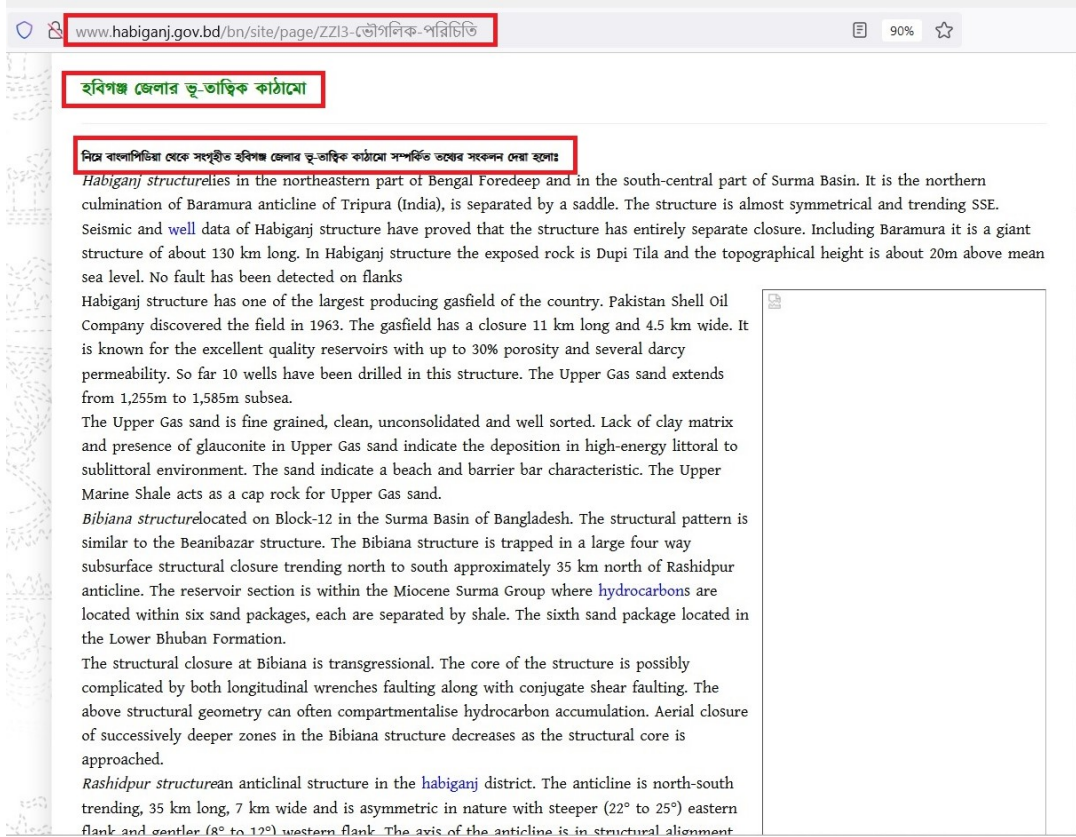 www.habiganj.gov.bd/bn/site/page/ZZI3-ভৌগলিক-পরিচিতি
90%
হবিগঞ্জ জেলার ভূ-তাত্বিক কাঠামো
নিম্নে বাংলাপিডিয়া থেকে সংগৃহীত হবিগঞ্জ জেলার ভূ-তাত্বিক কাঠামো সম্পর্কিত তথ্যের সংকলন দেয়া হলোঃ
Habiganj structurelies in the northeastern part of Bengal Foredeep and in the south-central part of Surma Basin. It is the northern
culmination of Baramura anticline of Tripura (India), is separated by a saddle. The structure is almost symmetrical and trending SSE.
Seismic and well data of Habiganj structure have proved that the structure has entirely separate closure. Including Baramura it is a giant
structure of about 130 km long. In Habiganj structure the exposed rock is Dupi Tila and the topographical height is about 20m above mean
sea level. No fault has been detected on flanks
Habiganj structure has one of the largest producing gasfield of the country. Pakistan Shell Oil
Company discovered the field in 1963. The gasfield has a closure 11 km long and 4.5 km wide. It
is known for the excellent quality reservoirs with up to 30% porosity and several darcy
permeability. So far 10 wells have been drilled in this structure. The Upper Gas sand extends
from 1,255m to 1,585m subsea.
The Upper Gas sand is fine grained, clean, unconsolidated and well sorted. Lack of clay matrix
and presence of glauconite in Upper Gas sand indicate the deposition in high-energy littoral to
sublittoral environment. The sand indicate a beach and barrier bar characteristic. The Upper
Marine Shale acts as a cap rock for Upper Gas sand.
Bibiana structurelocated on Block-12 in the Surma Basin of Bangladesh. The structural pattern is
similar to the Beanibazar structure. The Bibiana structure is trapped in a large four way
subsurface structural closure trending north to south approximately 35 km north of Rashidpur
anticline. The reservoir section is within the Miocene Surma Group where hydrocarbons are
located within six sand packages, each are separated by shale. The sixth sand package located in
the Lower Bhuban Formation.
The structural closure at Bibiana is transgressional. The core of the structure is possibly
complicated by both longitudinal wrenches faulting along with conjugate shear faulting. The
above structural geometry can often compartmentalise hydrocarbon accumulation. Aerial closure
of successively deeper zones in the Bibiana structure decreases as the structural core is
approached.
Rashidpur structurean anticlinal structure in the habiganj district. The anticline is north-south
trending, 35 km long, 7 km wide and is asymmetric in nature with steeper (22° to 25°) eastern
flank and gentler (8° to 12°) western flank. The axis of the anticline is in structural alignment